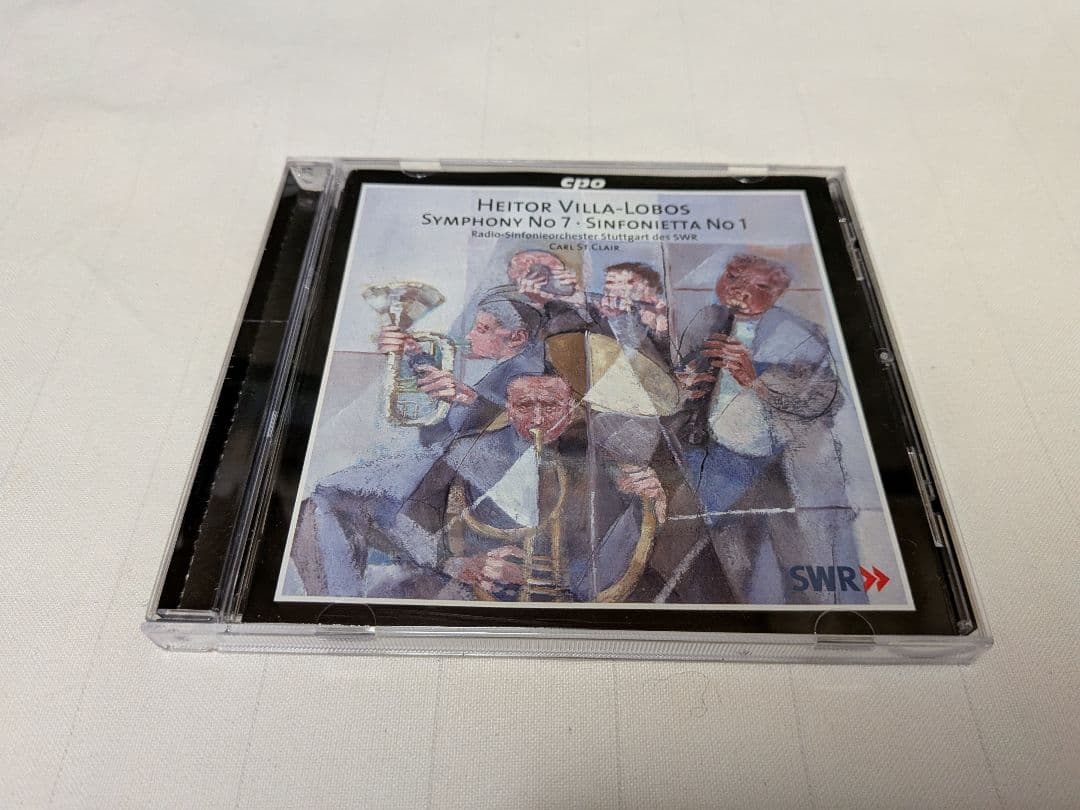 cpo
HEITOR VILLA-LOBOS
SYMPHONY NO 7 · SINFONIETTA NO 1
Radio-Sinfonieorchester Stuttgart des SWR
CARL ST.CLAIR
SWR